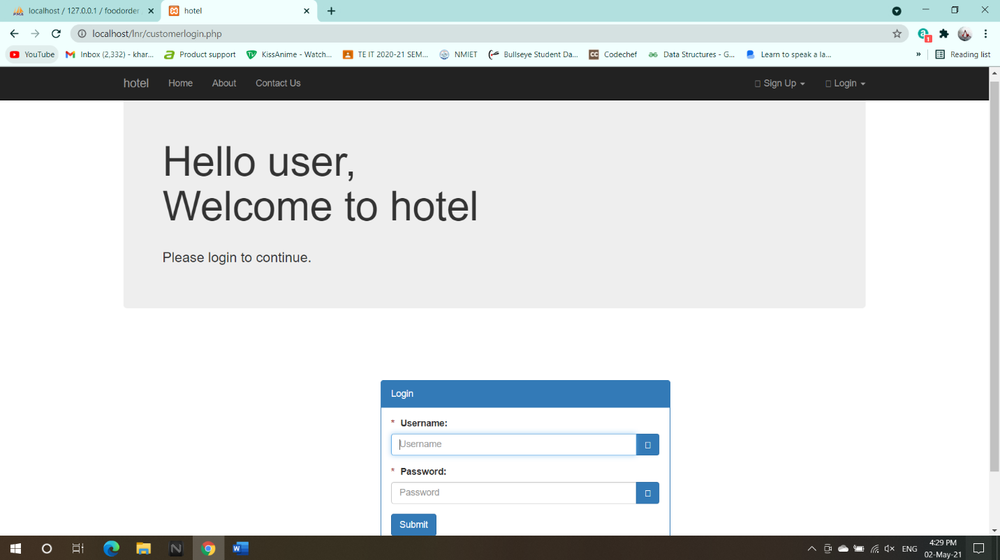 localhost / 127.0.0.1 / foodorder
hotel
localhost/lnr/customerlogin.php
YouTube
Inbox (2,332) - khar...
Product support
KissAnime - Watch...
TE IT 2020-21 SEM...
NMIET
Bullseye Student Da...
CC
Codechef
Data Structures - G...
Learn to speak a la...
»
Reading list
hotel Home About Contact Us Sign Up Login
Hello user,
Welcome to hotel
Please login to continue.
Login
* Username:
Username
* Password:
Password
Submit
ENG
4:29 PM
02-May-21